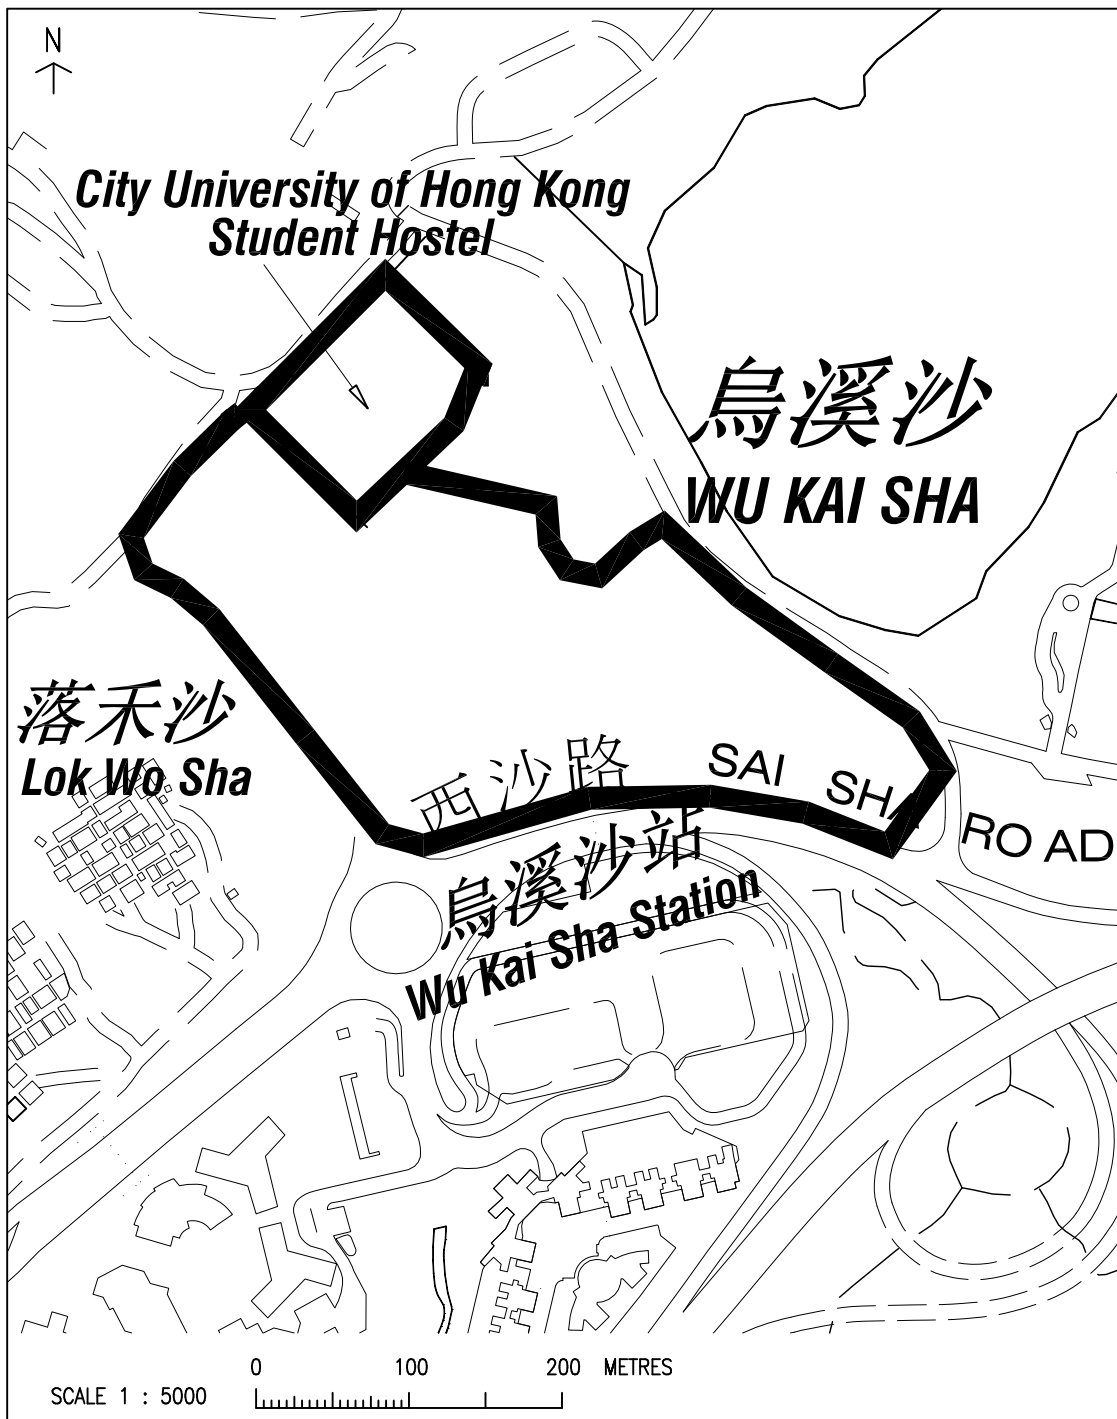 N
City University of Hong Kong
Student Hostel
烏溪沙
WU KAI SHA
落禾沙
Lok Wo Sha
西沙路
SAI SHA ROAD
烏溪沙站
Wu Kai Sha Station
0 100 200 METRES
SCALE 1 : 5000